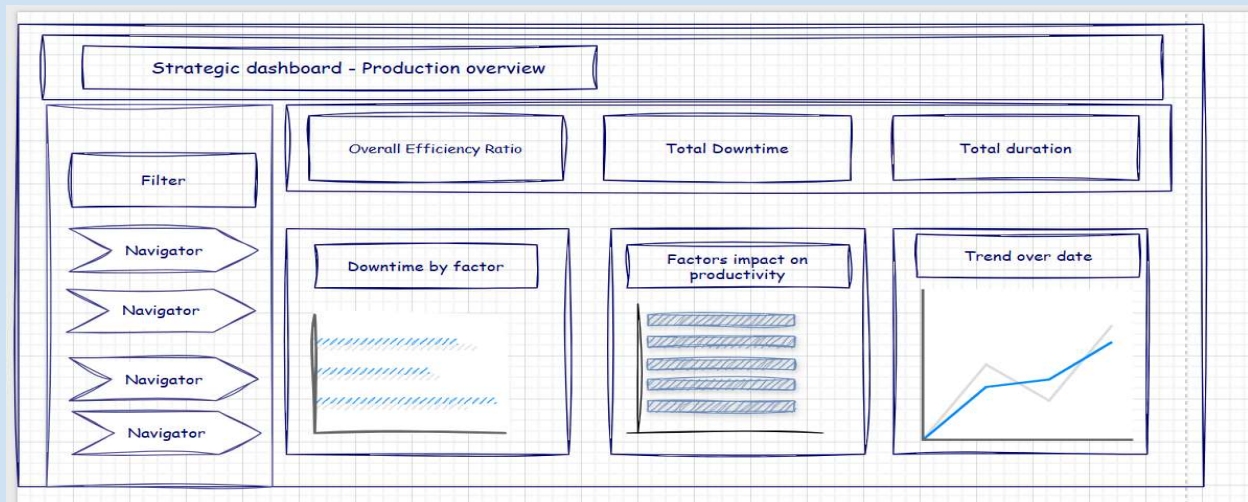 Strategic dashboard - Production overview
Overall Efficiency Ratio
Total Downtime
Total duration
Filter
Navigator
Navigator
Navigator
Navigator
Downtime by factor
Factors impact on
productivity
Trend over date